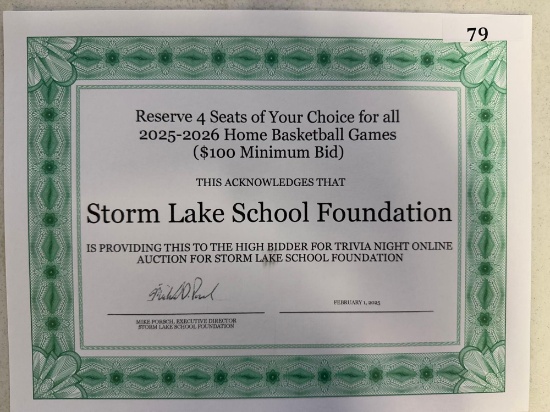 79
Reserve 4 Seats of Your Choice for all
2025-2026 Home Basketball Games
($100 Minimum Bid)
THIS ACKNOWLEDGES THAT
Storm Lake School Foundation
IS PROVIDING THIS TO THE HIGH BIDDER FOR TRIVIA NIGHT ONLINE
AUCTION FOR STORM LAKE SCHOOL FOUNDATION
FEBRUARY 1, 2025
MIKE PORSCH, EXECUTIVE DIRECTOR
STORM LAKE SCHOOL FOUNDATION